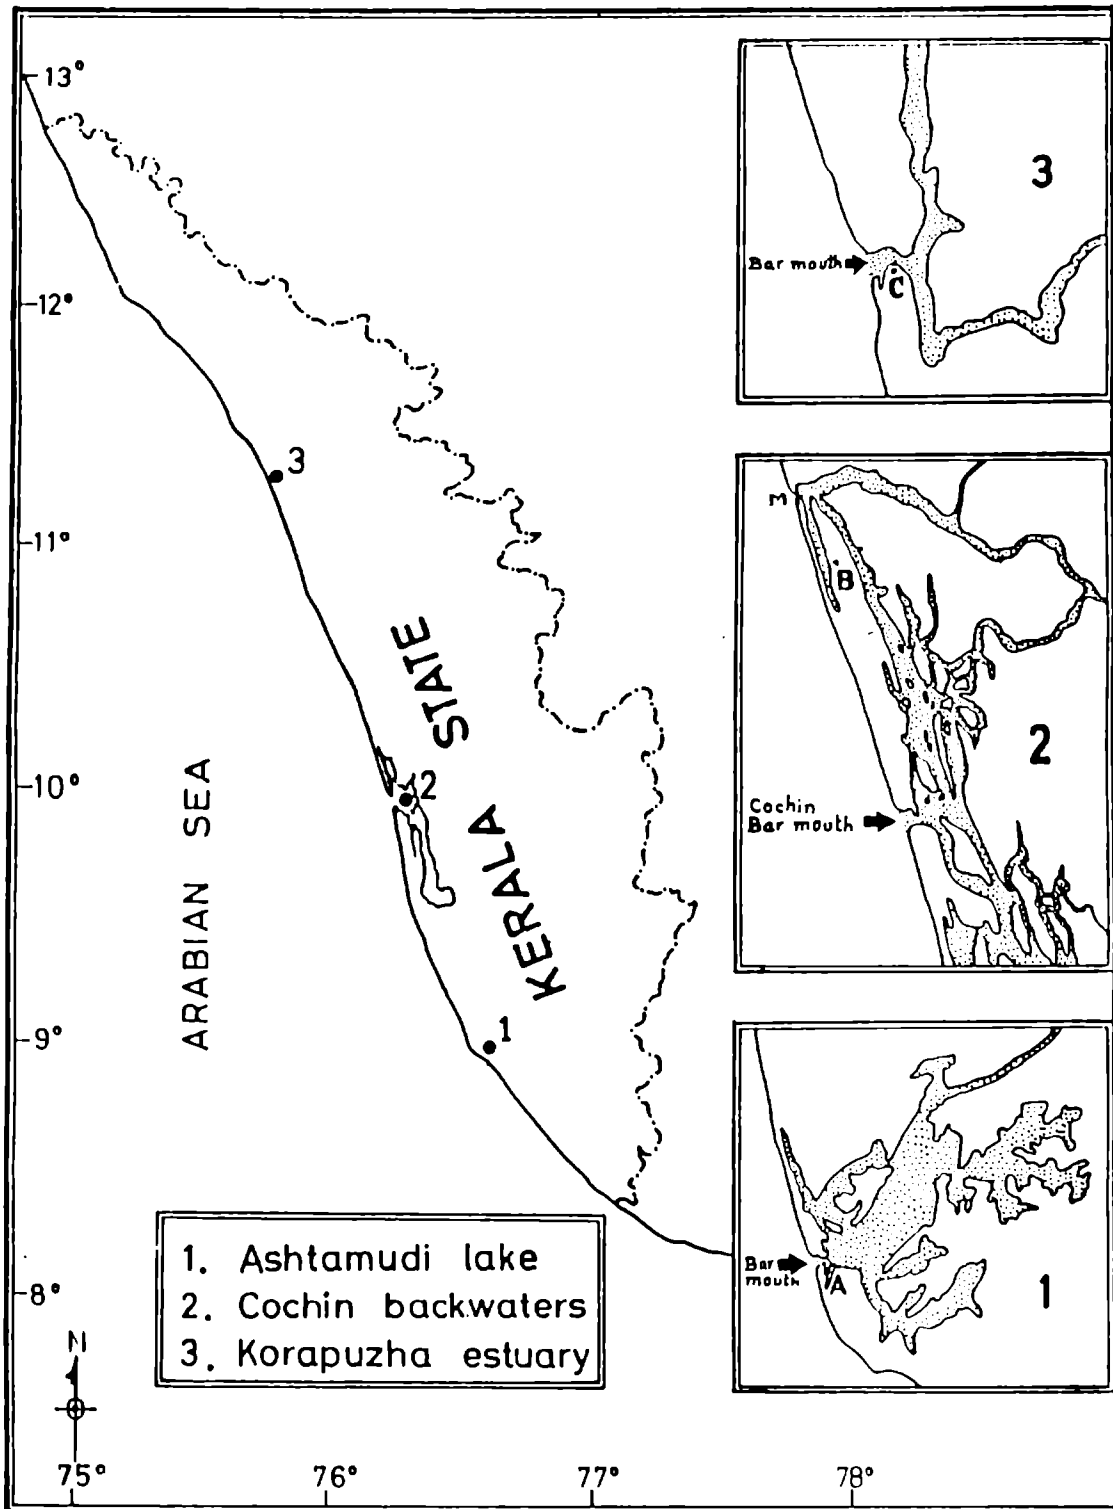 13°
12°
11°
10°
9°
8°
75°
76°
77°
78°
3
2
1
KERALA STATE
ARABIAN SEA
N
1. Ashtamudi lake
2. Cochin backwaters
3. Korapuzha estuary
3
Bar mouth
C
M
B
2
Cochin
Bar mouth
Bar
mouth
A
1